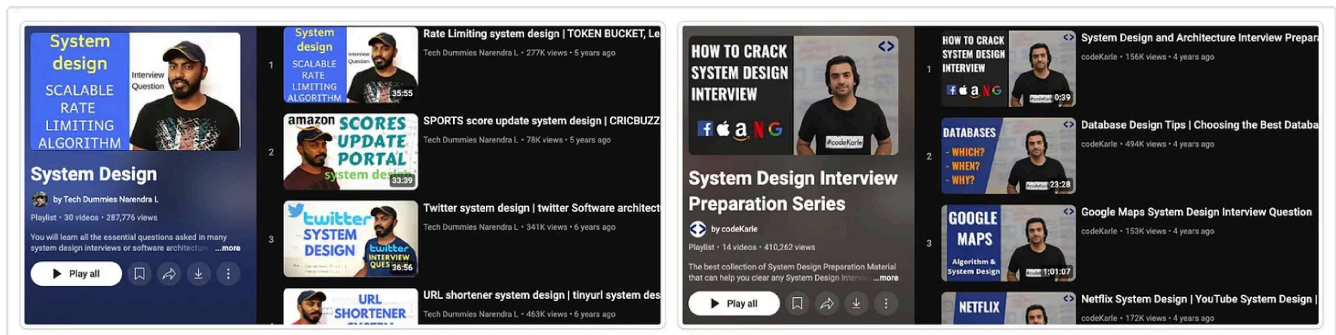 System
design
SCALABLE
RATE
LIMITING
ALGORITHM
Interview
Question
System Design
by Tech Dummies Narendra L
Playlist • 30 videos • 287,776 views
You will learn all the essential questions asked in many
system design interviews or software architecture ...more
Play all
1
System
design
SCALABLE
RATE
LIMITING
ALGORITHM
Interview
Question
35:55
Rate Limiting system design | TOKEN BUCKET, Le
Tech Dummies Narendra L • 277K views • 5 years ago
2
amazon SCORES
UPDATE
PORTAL
system design
33:39
SPORTS score update system design | CRICBUZZ
Tech Dummies Narendra L • 78K views • 5 years ago
3
twitter
SYSTEM
DESIGN
twitter
INTERVIEW
36:56
Twitter system design | twitter Software architect
Tech Dummies Narendra L • 341K views • 6 years ago
URL
SHORTENER
URL shortener system design | tinyurl system des
Tech Dummies Narendra L • 463K views • 6 years ago
HOW TO CRACK
SYSTEM DESIGN
INTERVIEW
#codeKarle
System Design Interview
Preparation Series
by codeKarle
Playlist • 14 videos • 410,262 views
The best collection of System Design Preparation Material
that can help you clear any System Design Interview ...more
Play all
1
HOW TO CRACK
SYSTEM DESIGN
INTERVIEW
0:39
System Design and Architecture Interview Prepara
codeKarle • 156K views • 4 years ago
2
DATABASES
- WHICH?
- WHEN?
- WHY?
23:28
Database Design Tips | Choosing the Best Databa
codeKarle • 494K views • 4 years ago
3
GOOGLE
MAPS
Algorithm &
System Design
1:01:07
Google Maps System Design Interview Question
codeKarle • 153K views • 4 years ago
NETFLIX
Netflix System Design | YouTube System Design |
codeKarle • 172K views • 4 years ago